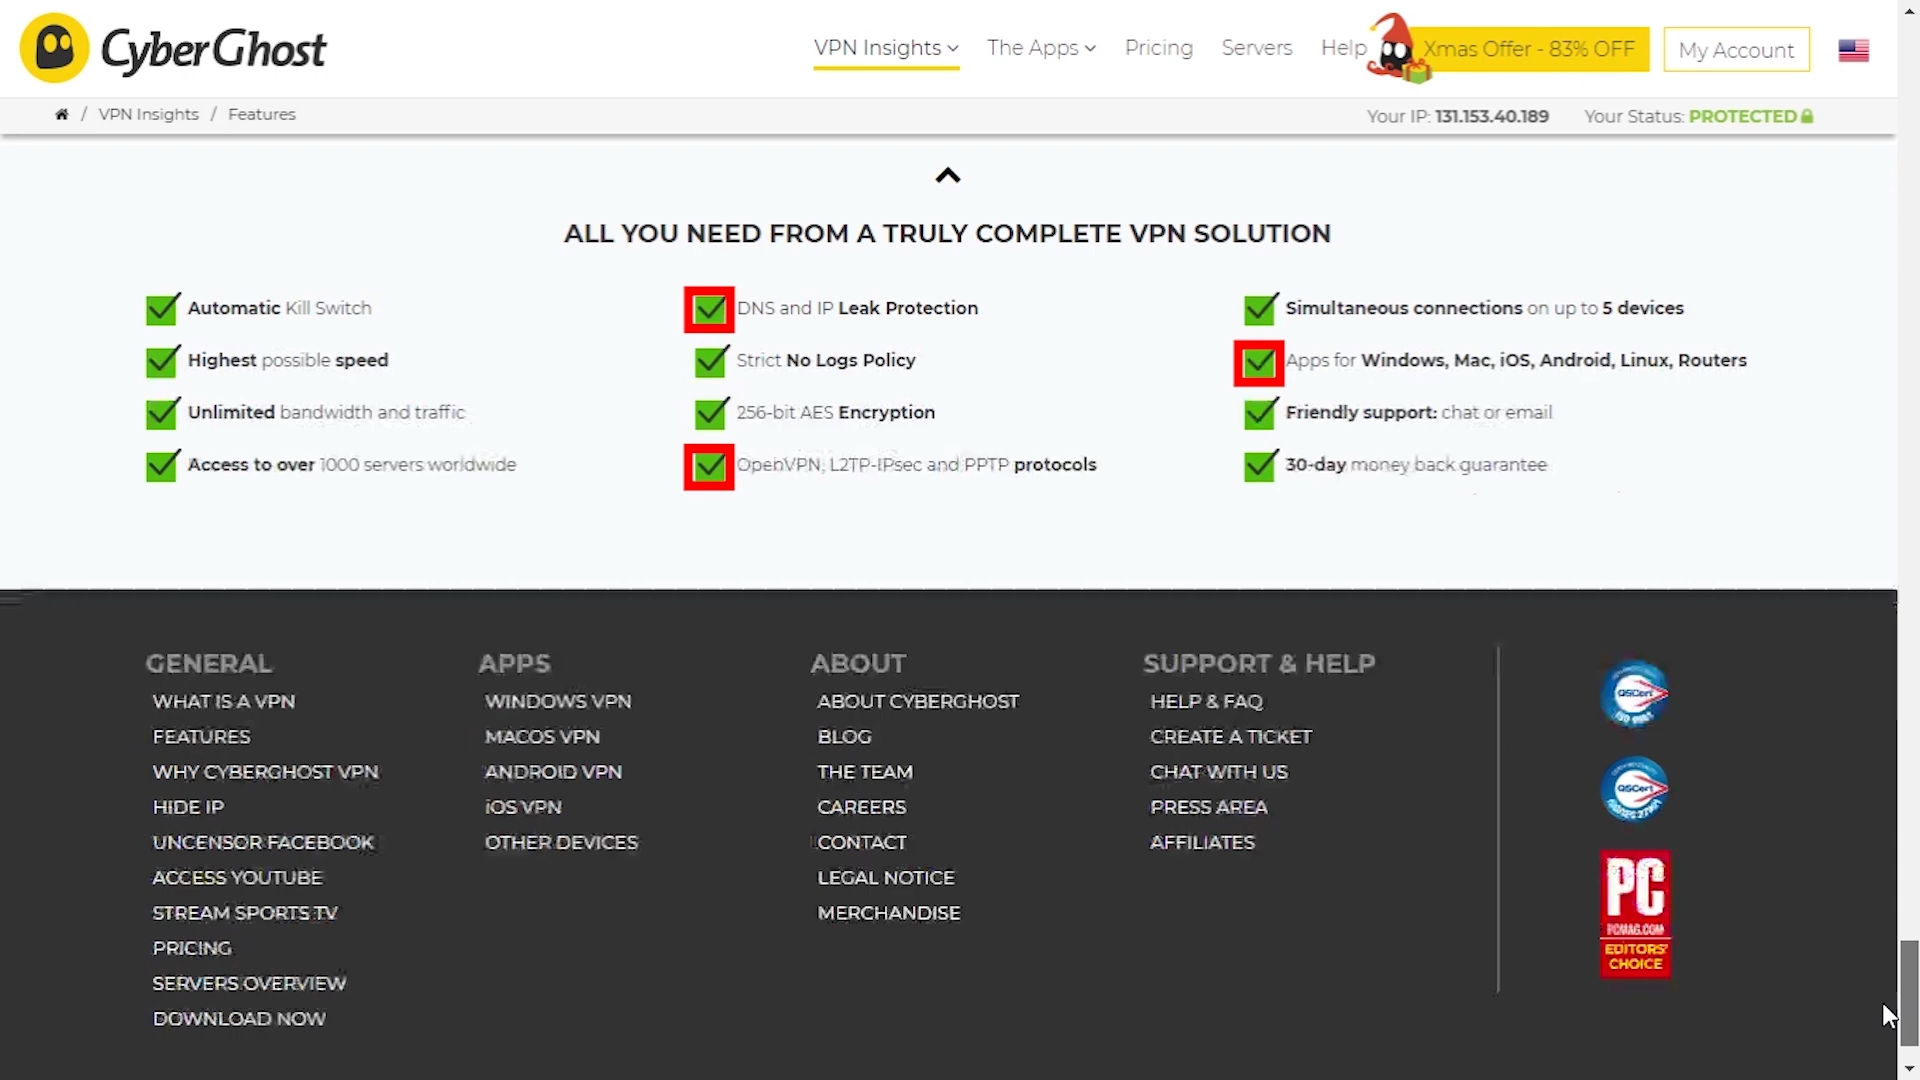 CyberGhost
VPN Insights The Apps Pricing Servers Help Xmas Offer - 83% OFF My Account
/ VPN Insights / Features
Your IP: 131.153.40.189 Your Status: PROTECTED
ALL YOU NEED FROM A TRULY COMPLETE VPN SOLUTION
Automatic Kill Switch
Highest possible speed
Unlimited bandwidth and traffic
Access to over 1000 servers worldwide
DNS and IP Leak Protection
Strict No Logs Policy
256-bit AES Encryption
OpenVPN, L2TP-IPsec and PPTP protocols
Simultaneous connections on up to 5 devices
Apps for Windows, Mac, iOS, Android, Linux, Routers
Friendly support: chat or email
30-day money back guarantee
GENERAL
WHAT IS A VPN
FEATURES
WHY CYBERGHOST VPN
HIDE IP
UNCENSOR FACEBOOK
ACCESS YOUTUBE
STREAM SPORTS TV
PRICING
SERVERS OVERVIEW
DOWNLOAD NOW
APPS
WINDOWS VPN
MACOS VPN
ANDROID VPN
iOS VPN
OTHER DEVICES
ABOUT
ABOUT CYBERGHOST
BLOG
THE TEAM
CAREERS
CONTACT
LEGAL NOTICE
MERCHANDISE
SUPPORT & HELP
HELP & FAQ
CREATE A TICKET
CHAT WITH US
PRESS AREA
AFFILIATES
QSCert
ISO 9001
QSCert
PC
PCMAG.COM
EDITORS'
CHOICE